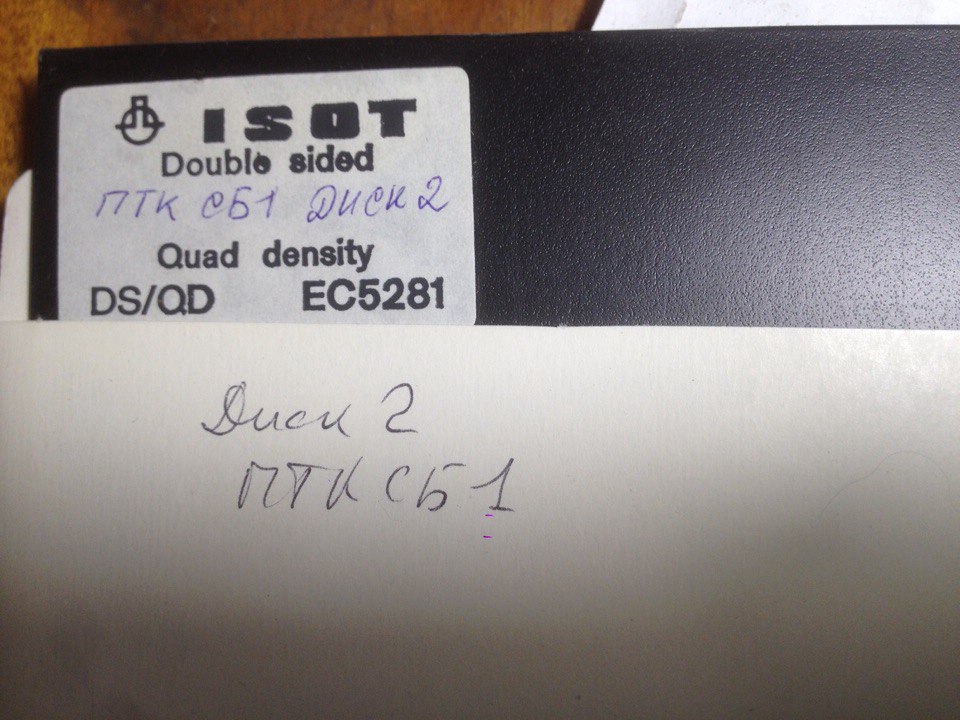 ISOT
Double sided
ПТК СБ1 ДИСК 2
Quad density
DS/QD EC5281
Диск 2
ПТК СБ1